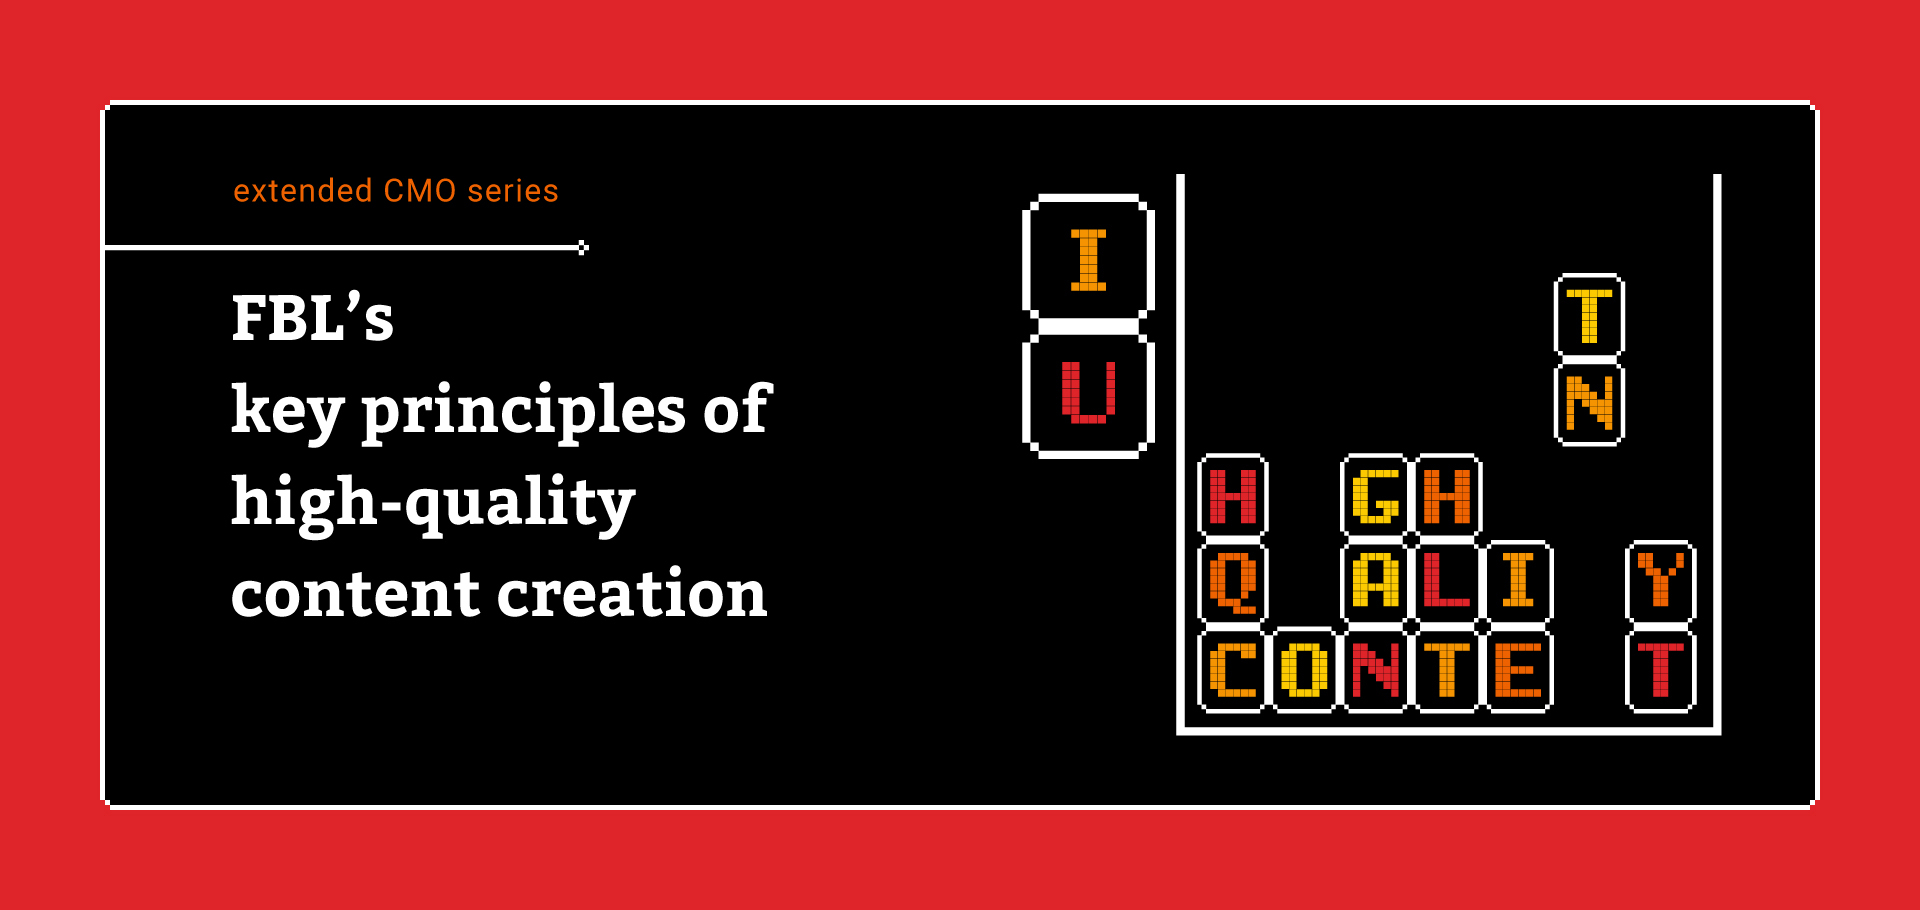 extended CMO series
FBL’s
key principles of
high-quality
content creation
I
U
T
N
H GH
Q ALI Y
CONTE T